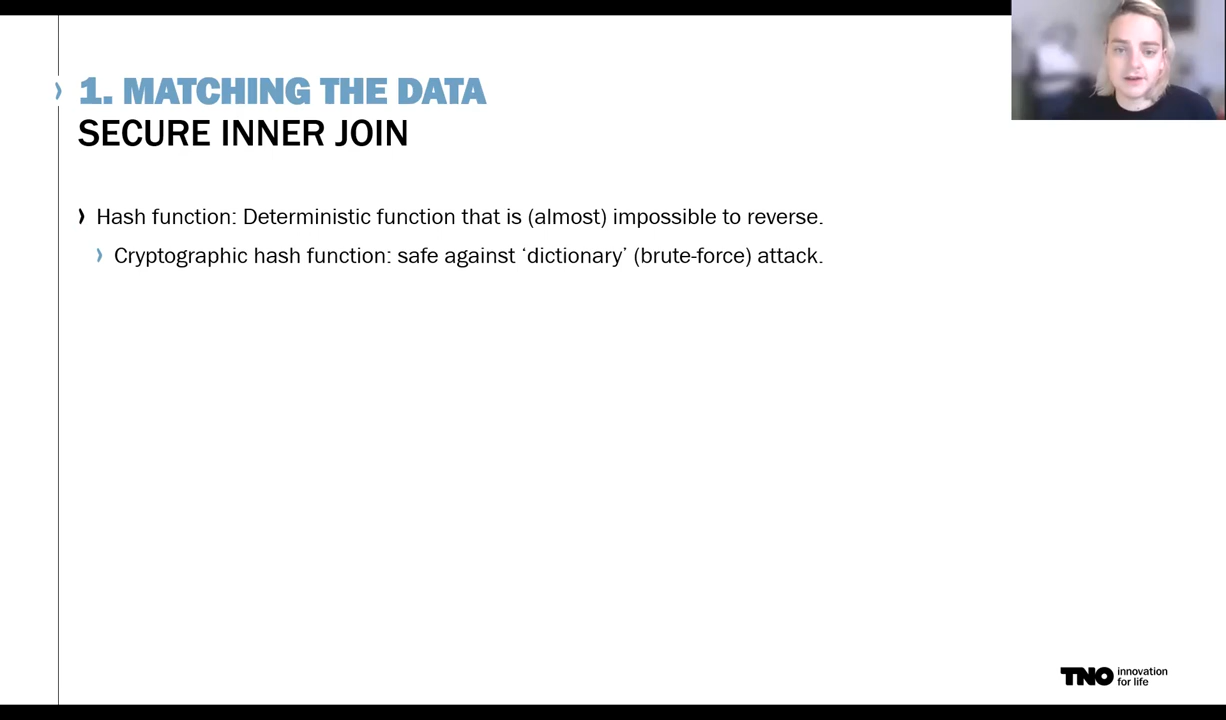 1. MATCHING THE DATA
SECURE INNER JOIN
Hash function: Deterministic function that is (almost) impossible to reverse.
Cryptographic hash function: safe against ‘dictionary’ (brute-force) attack.
TNO innovation
for life